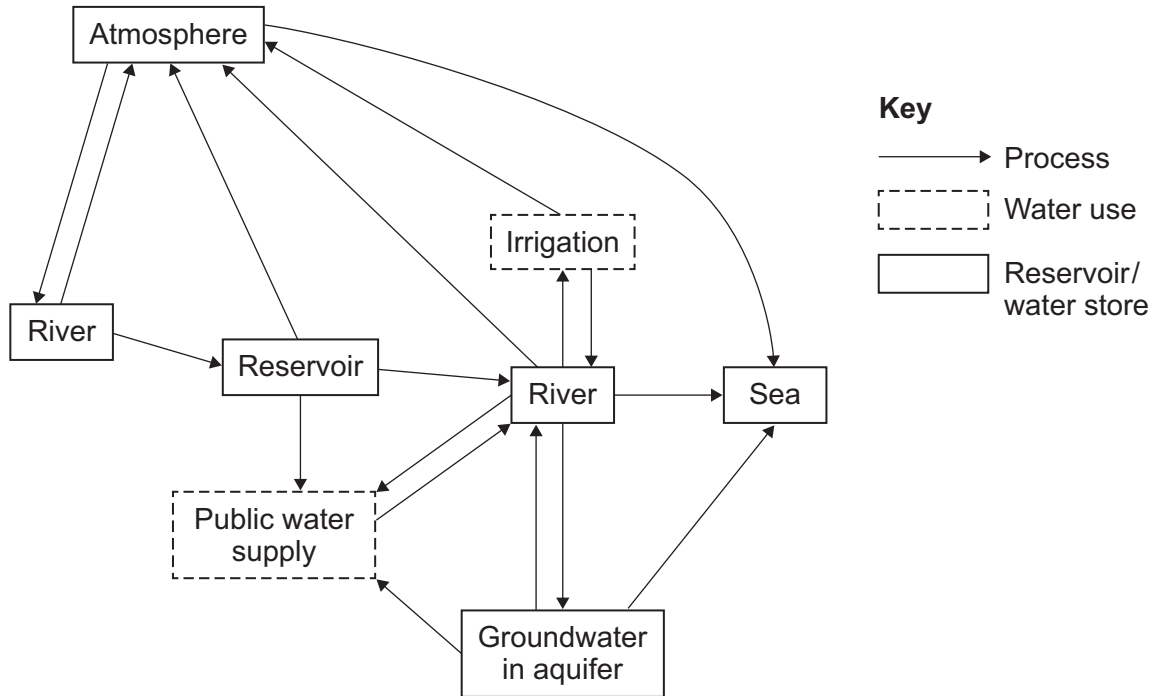 Atmosphere
Key
Process
Water use
Irrigation
Reservoir/
water store
River
Reservoir
River
Sea
Public water
supply
Groundwater
in aquifer